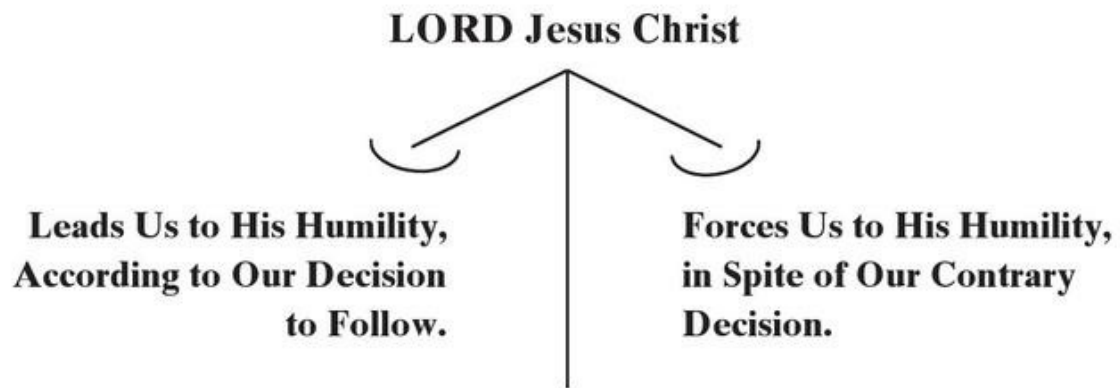 LORD Jesus Christ
Leads Us to His Humility,
According to Our Decision
to Follow.
Forces Us to His Humility,
in Spite of Our Contrary
Decision.